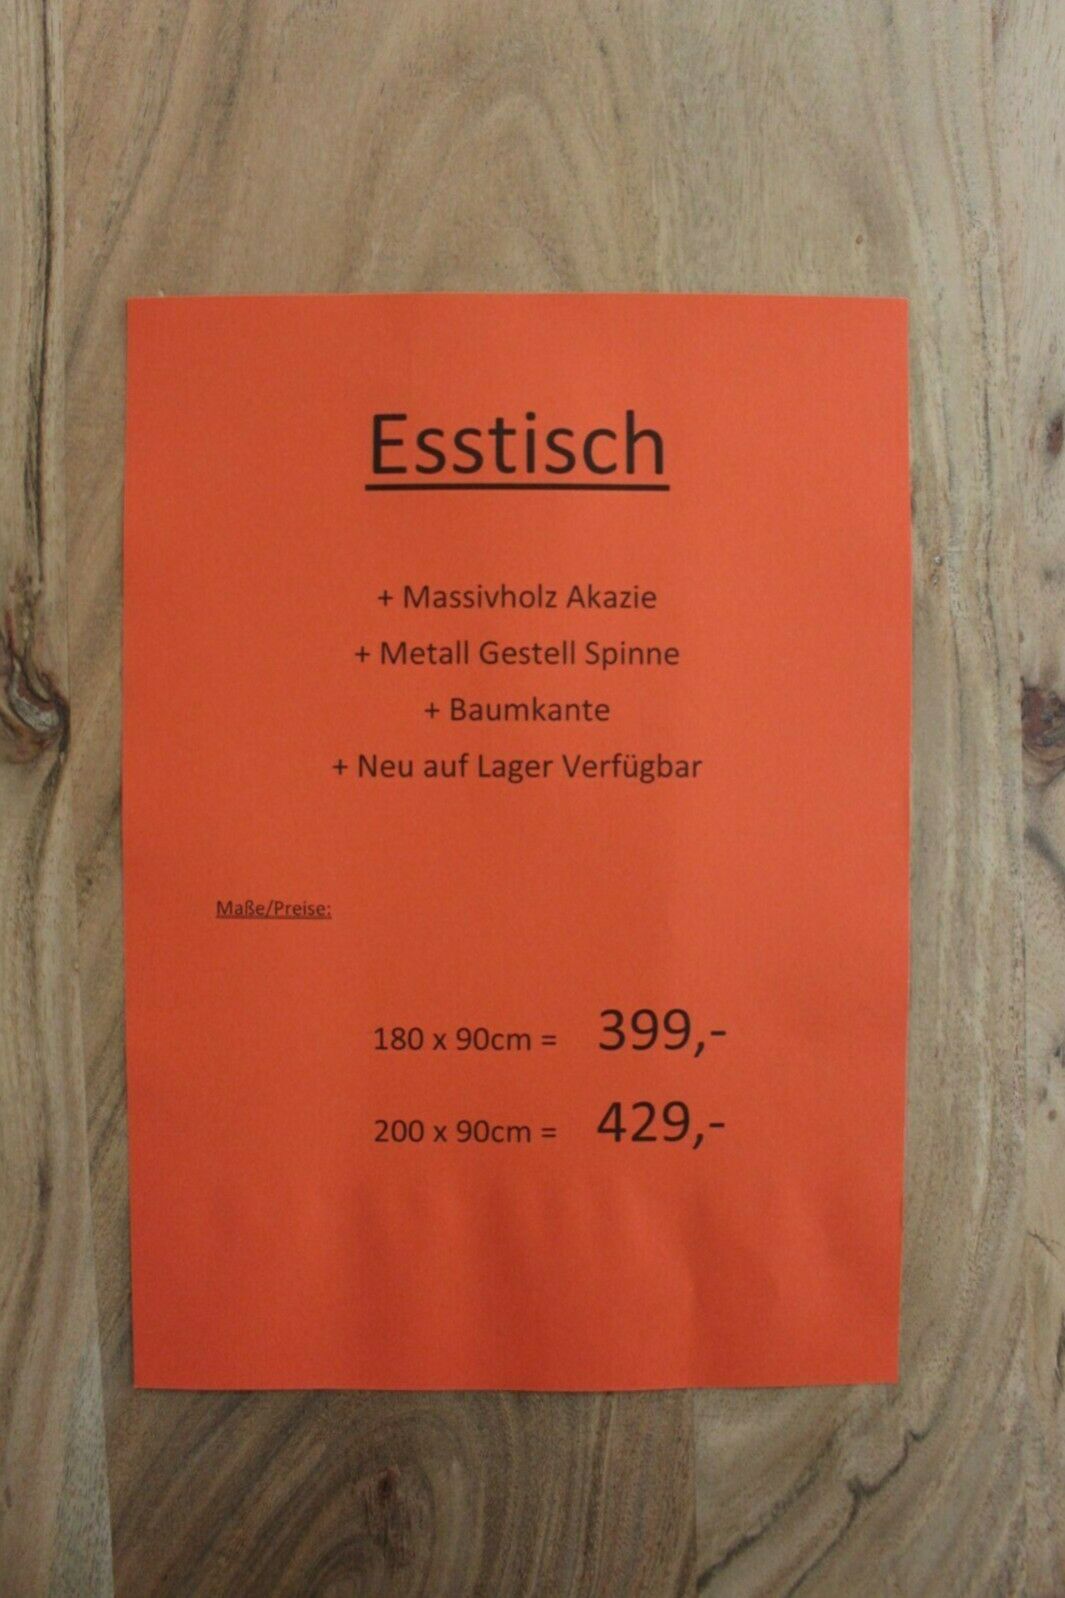 Esstisch
+ Massivholz Akazie
+ Metall Gestell Spinne
+ Baumkante
+ Neu auf Lager Verfügbar
Maße/Preise:
180 x 90cm = 399,-
200 x 90cm = 429,-